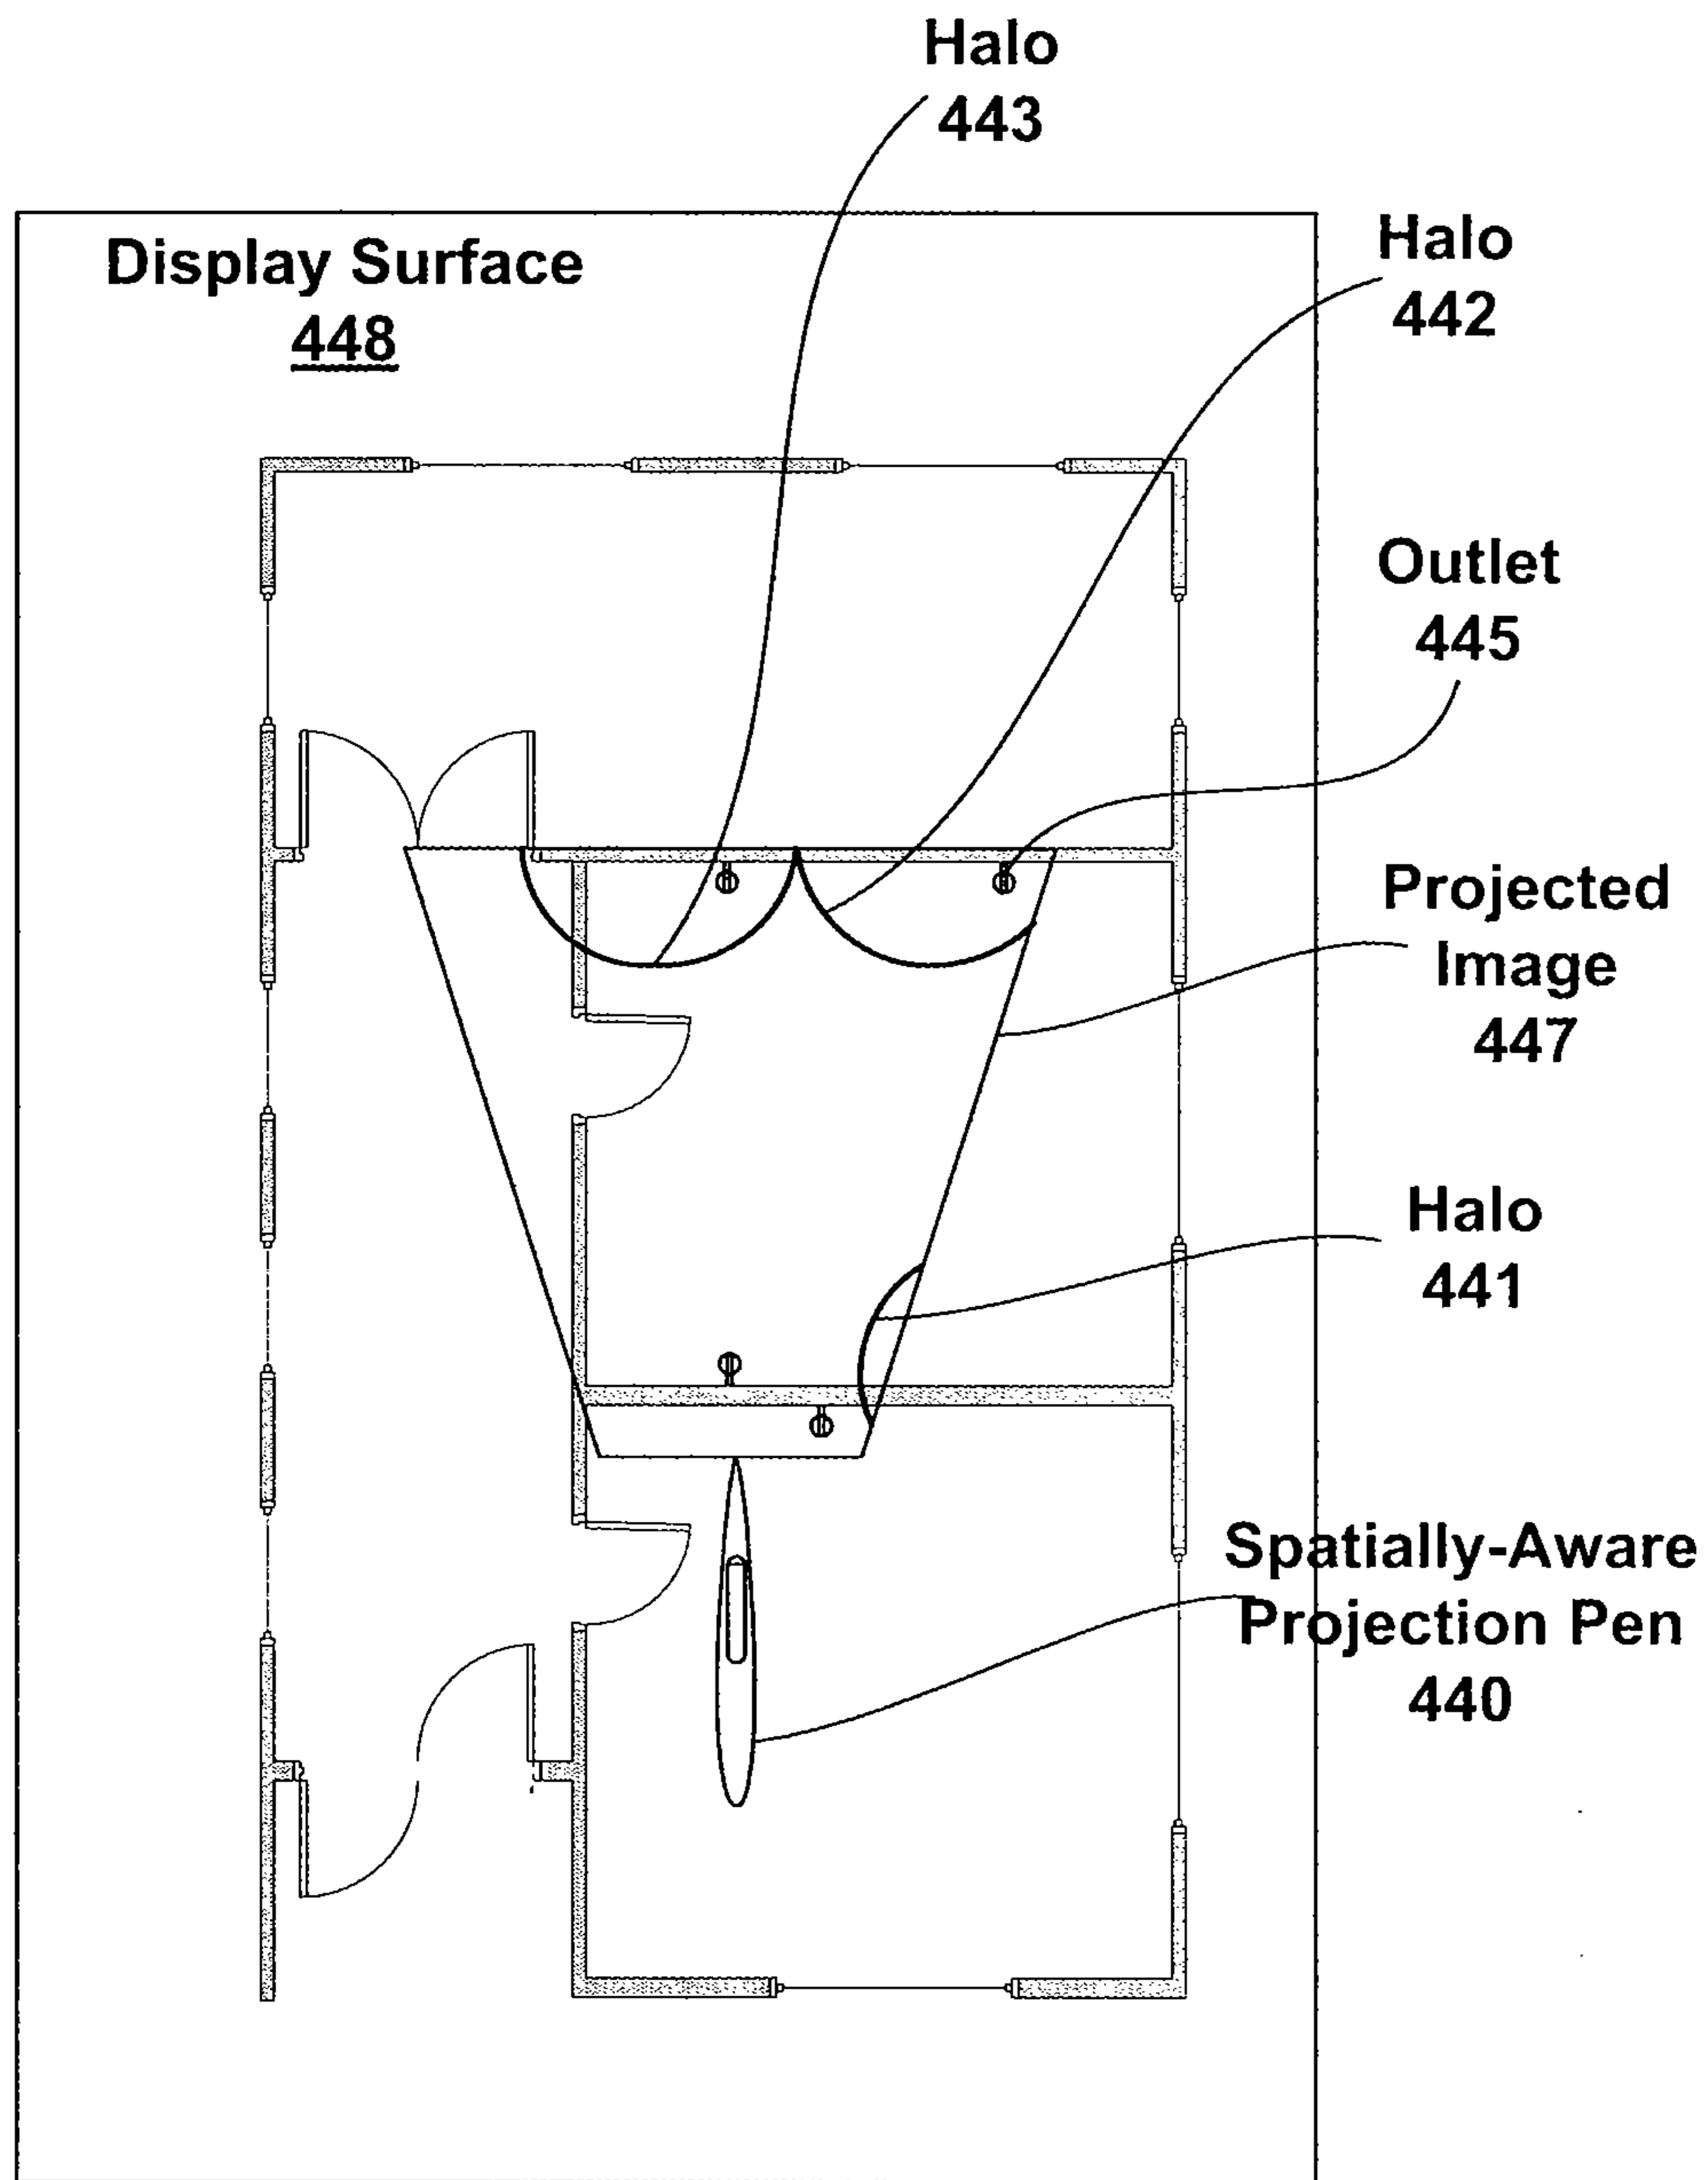 Halo
443
Display Surface
448
Halo
442
Outlet
445
Projected
Image
447
Halo
441
Spatially-Aware
Projection Pen
440